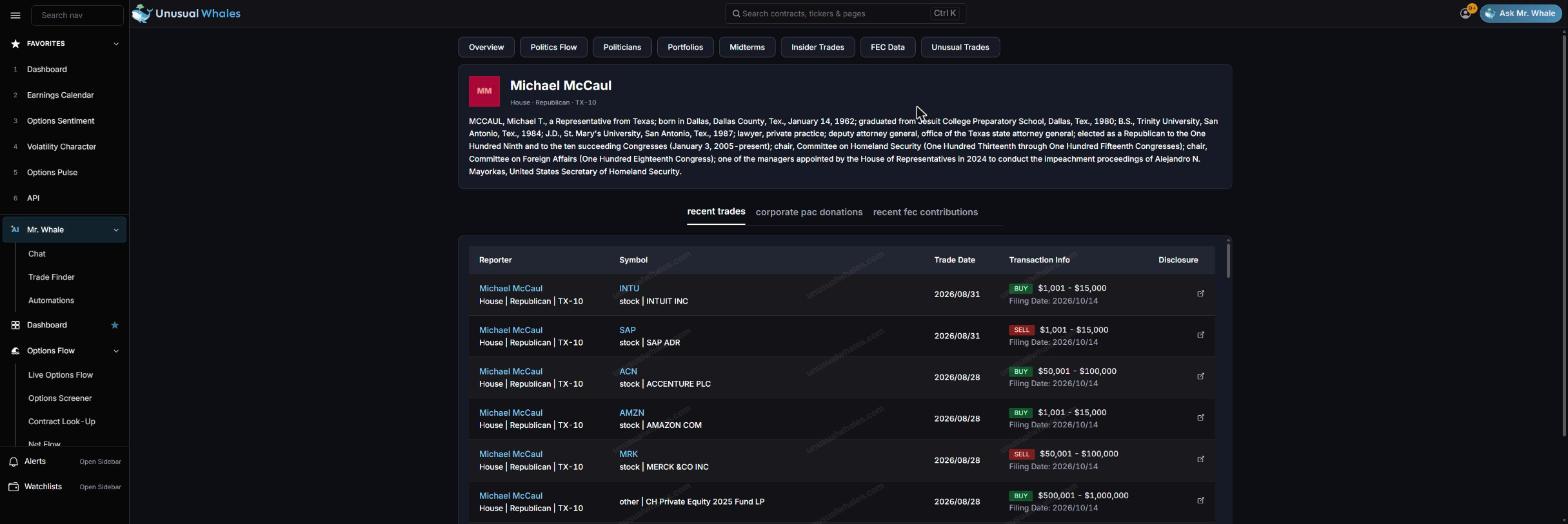 Search nav
Unusual Whales
Search contracts, tickers & pages
Ctrl K
9+
Ask Mr. Whale
FAVORITES
1 Dashboard
2 Earnings Calendar
3 Options Sentiment
4 Volatility Character
5 Options Pulse
6 API
AI Mr. Whale
Chat
Trade Finder
Automations
Dashboard
Options Flow
Live Options Flow
Options Screener
Contract Look-Up
Net Flow
Alerts Open Sidebar
Watchlists Open Sidebar
Overview Politics Flow Politicians Portfolios Midterms Insider Trades FEC Data Unusual Trades
MM
Michael McCaul
House · Republican · TX-10
MCCAUL, Michael T., a Representative from Texas; born in Dallas, Dallas County, Tex., January 14, 1962; graduated from Jesuit College Preparatory School, Dallas, Tex., 1980; B.S., Trinity University, San
Antonio, Tex., 1984; J.D., St. Mary's University, San Antonio, Tex., 1987; lawyer, private practice; deputy attorney general, office of the Texas state attorney general; elected as a Republican to the One
Hundred Ninth and to the ten succeeding Congresses (January 3, 2005-present); chair, Committee on Homeland Security (One Hundred Thirteenth through One Hundred Fifteenth Congresses); chair,
Committee on Foreign Affairs (One Hundred Eighteenth Congress); one of the managers appointed by the House of Representatives in 2024 to conduct the impeachment proceedings of Alejandro N.
Mayorkas, United States Secretary of Homeland Security.
recent trades corporate pac donations recent fec contributions
Reporter Symbol Trade Date Transaction Info Disclosure
Michael McCaul INTU BUY $1,001 - $15,000
House | Republican | TX-10 stock | INTUIT INC 2026/08/31 Filing Date: 2026/10/14
Michael McCaul SAP SELL $1,001 - $15,000
House | Republican | TX-10 stock | SAP ADR 2026/08/31 Filing Date: 2026/10/14
Michael McCaul ACN BUY $50,001 - $100,000
House | Republican | TX-10 stock | ACCENTURE PLC 2026/08/28 Filing Date: 2026/10/14
Michael McCaul AMZN BUY $1,001 - $15,000
House | Republican | TX-10 stock | AMAZON COM 2026/08/28 Filing Date: 2026/10/14
Michael McCaul MRK SELL $50,001 - $100,000
House | Republican | TX-10 stock | MERCK &CO INC 2026/08/28 Filing Date: 2026/10/14
Michael McCaul BUY $500,001 - $1,000,000
House | Republican | TX-10 other | CH Private Equity 2025 Fund LP 2026/08/28 Filing Date: 2026/10/14
unusualwhales.com